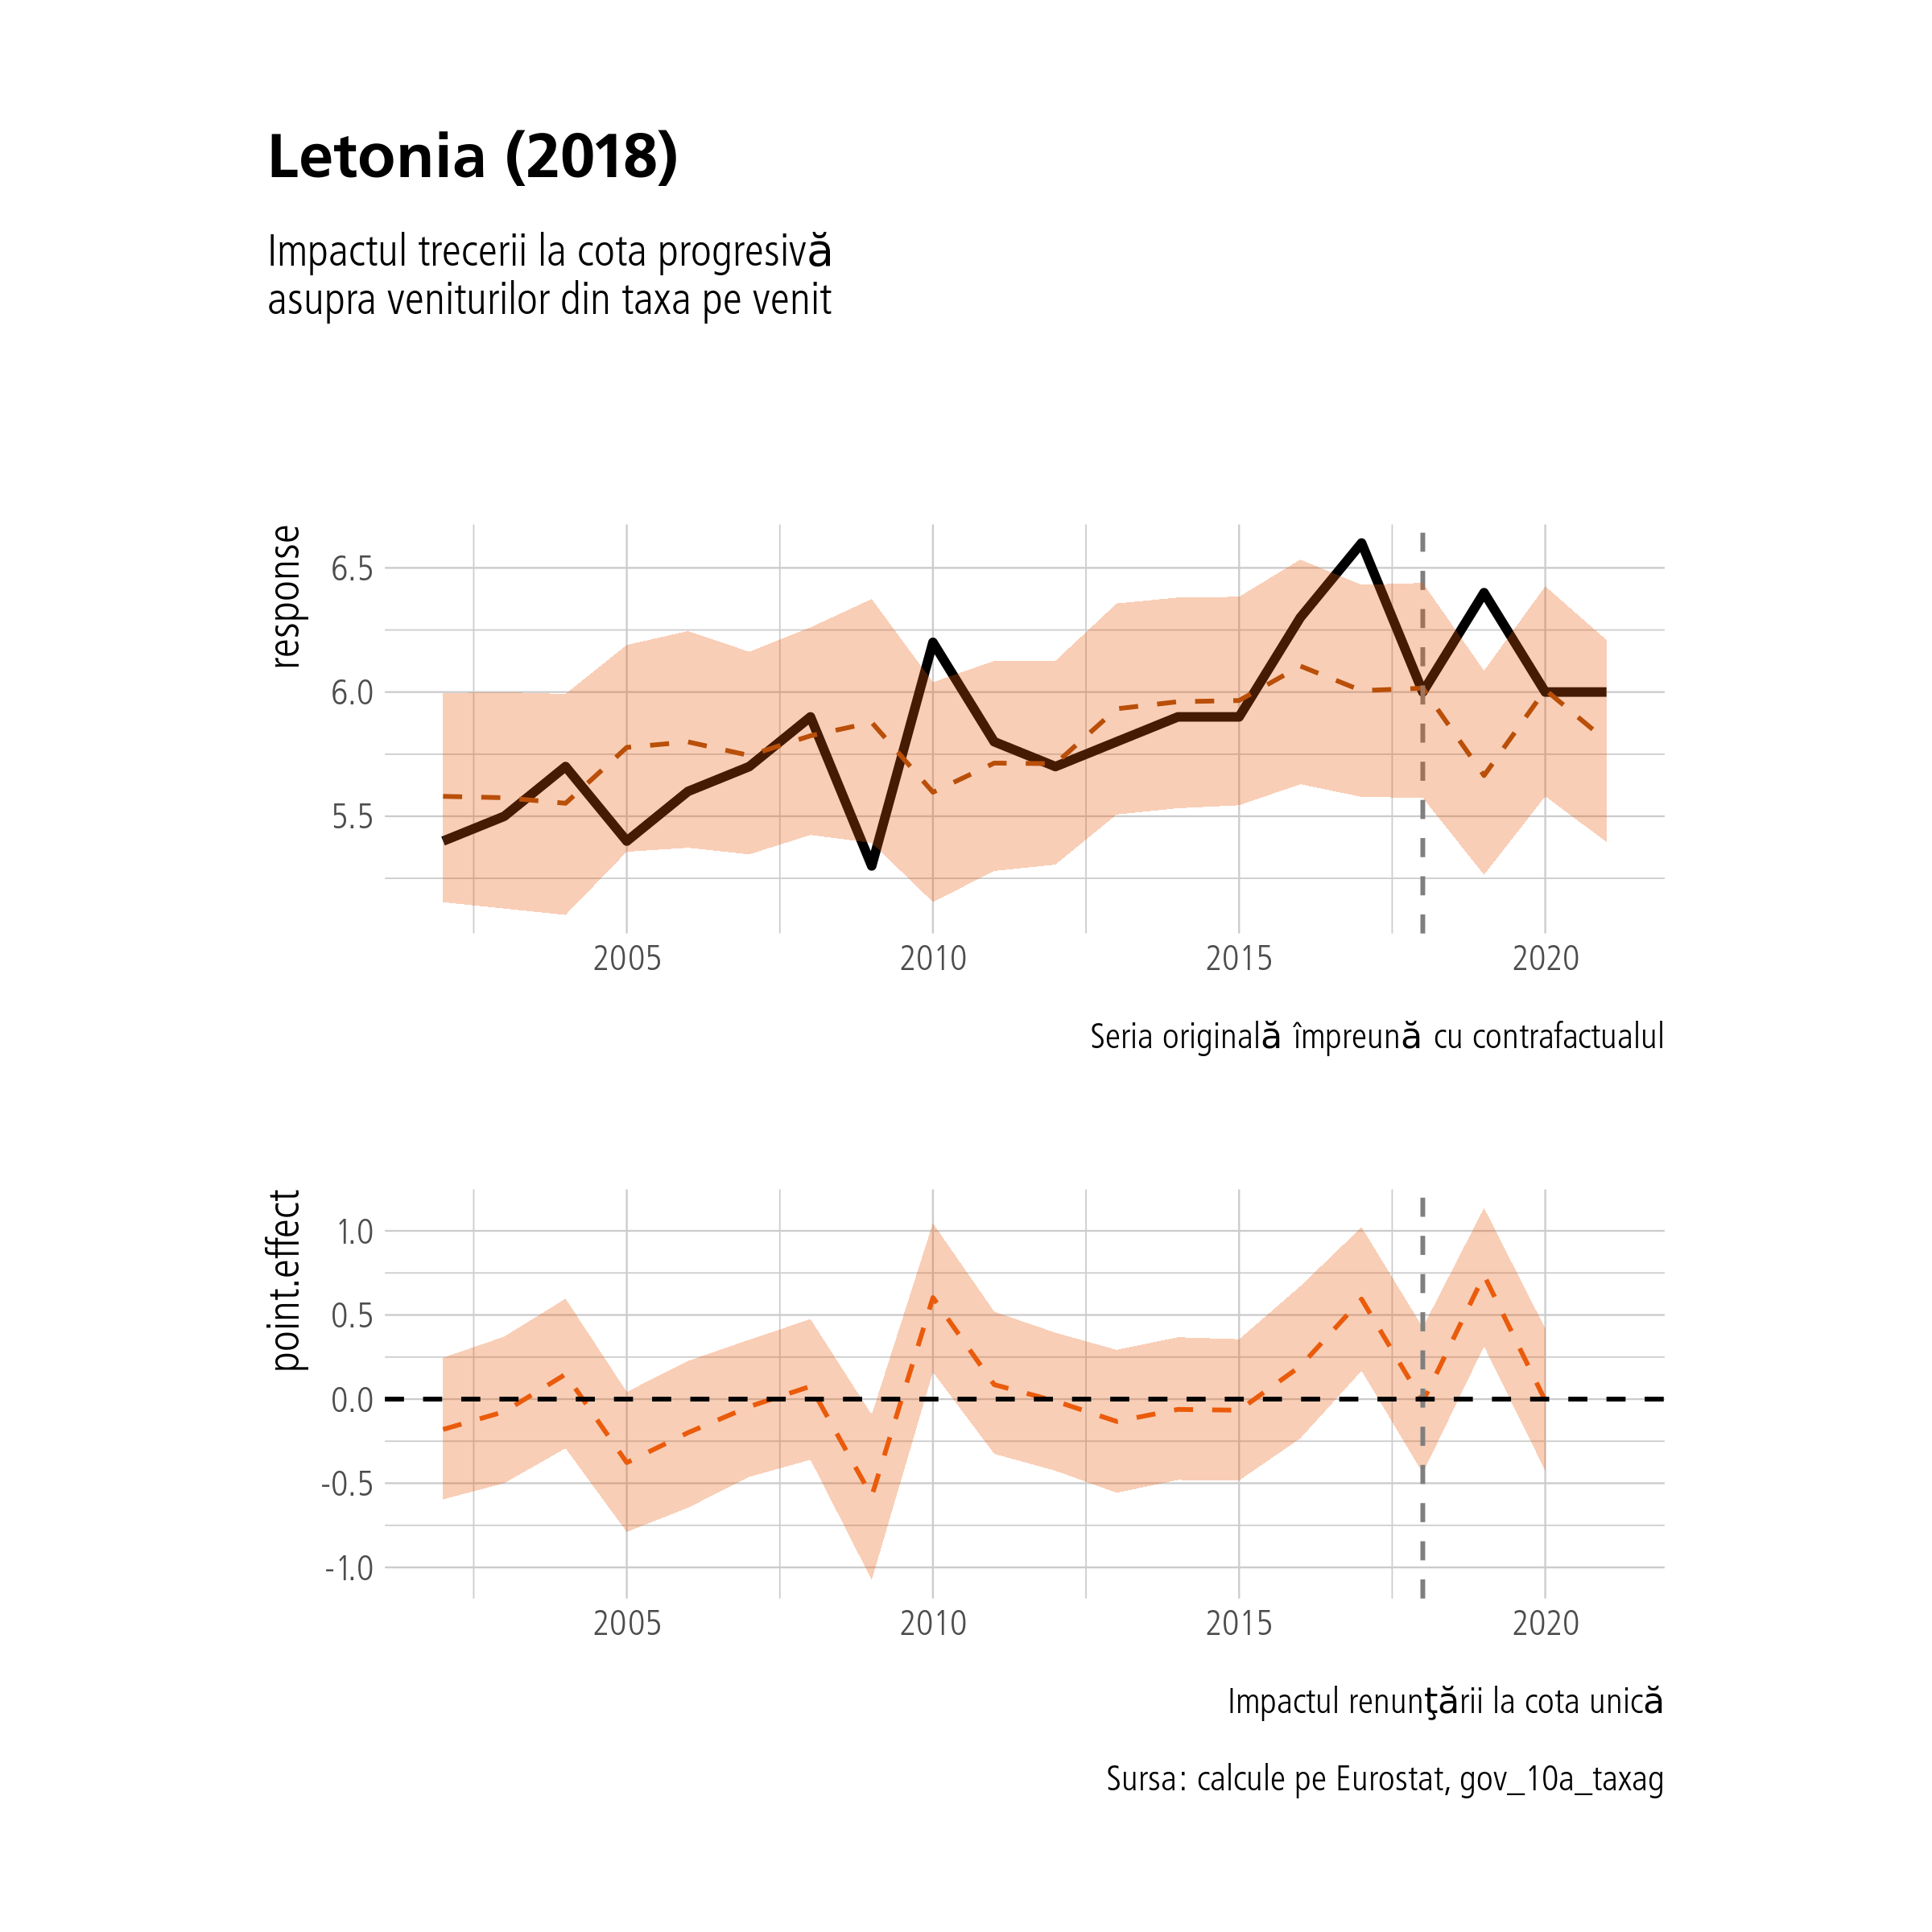 Letonia (2018)
Impactul trecerii la cota progresivă
asupra veniturilor din taxa pe venit
response
6.5
6.0
5.5
2005 2010 2015 2020
Seria originală împreună cu contrafactualul
point.effect
1.0
0.5
0.0
-0.5
-1.0
2005 2010 2015 2020
Impactul renunţării la cota unică
Sursa: calcule pe Eurostat, gov_10a_taxag